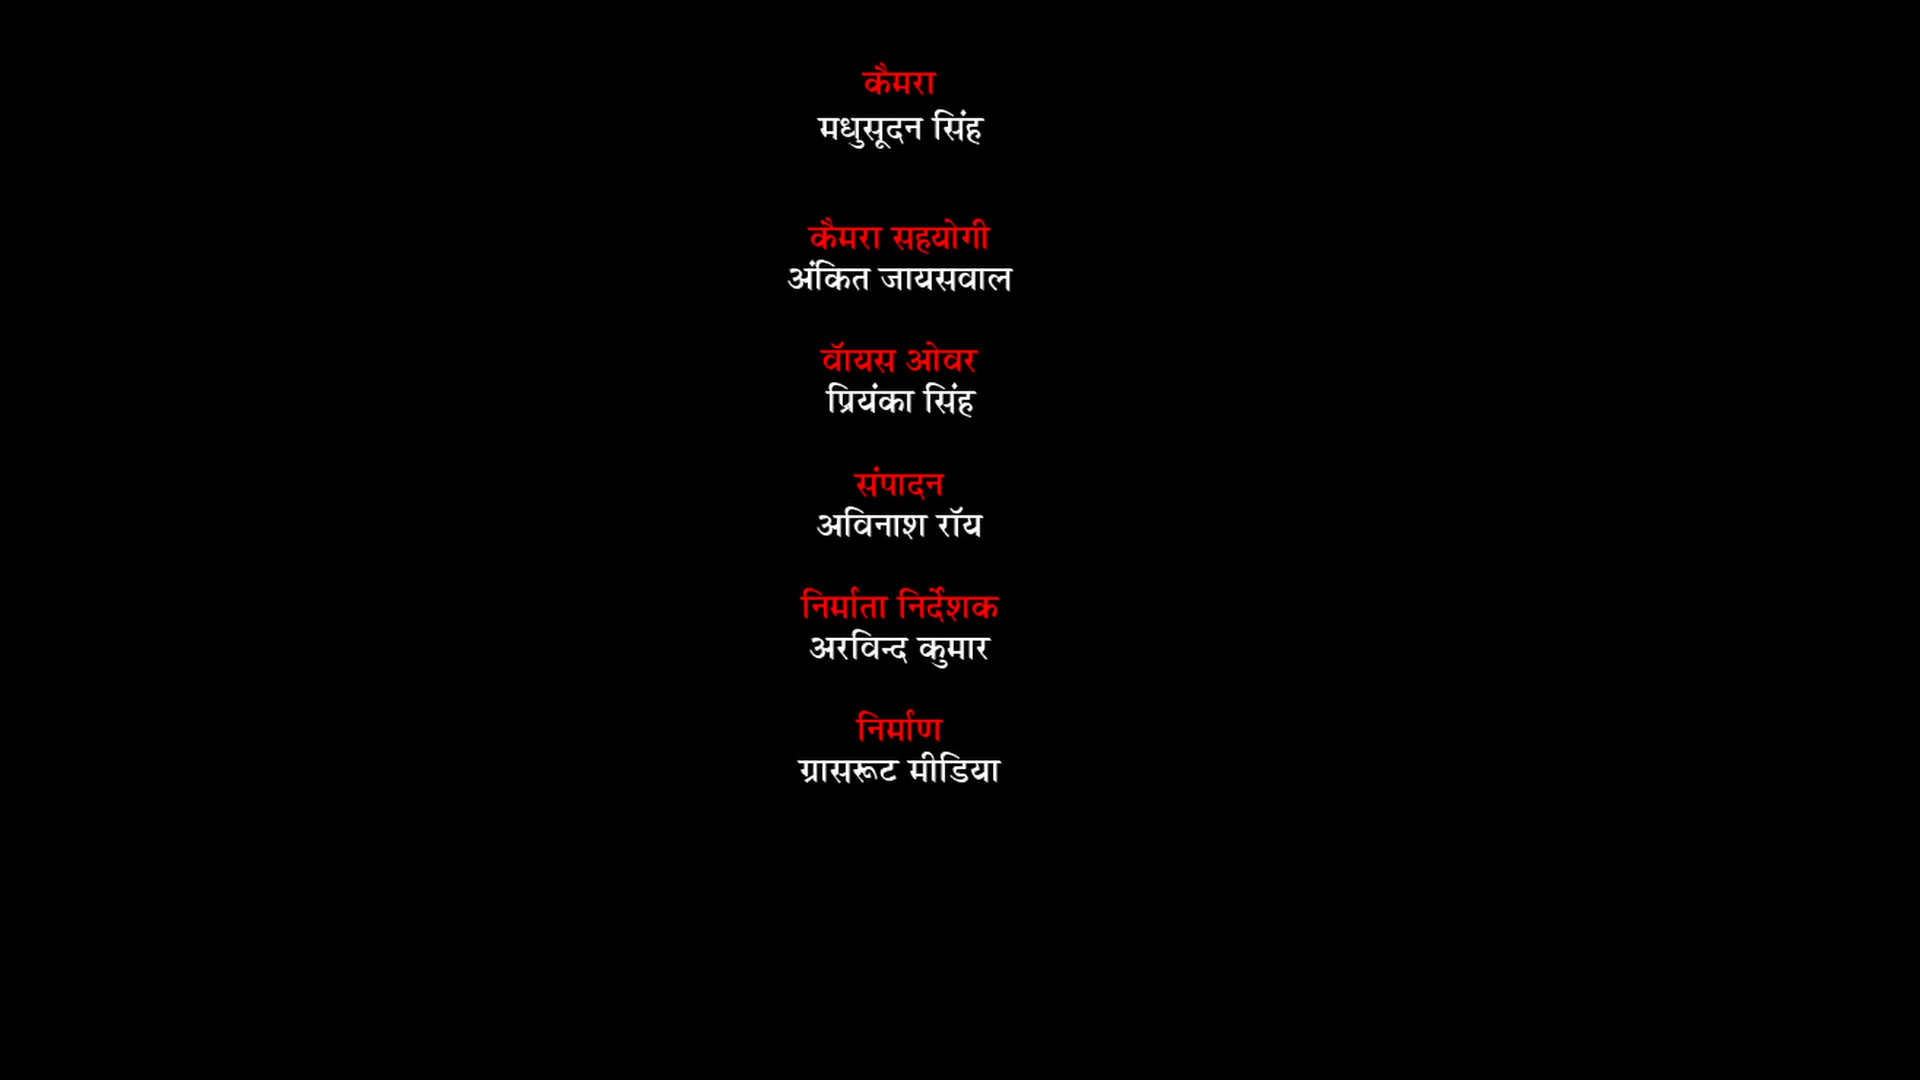 कैमरा
मधुसूदन सिंह
कैमरा सहयोगी
अंकित जायसवाल
वॉयस ओवर
प्रियंका सिंह
संपादन
अविनाश रॉय
निर्माता निर्देशक
अरविन्द कुमार
निर्माण
ग्रासरूट मीडिया